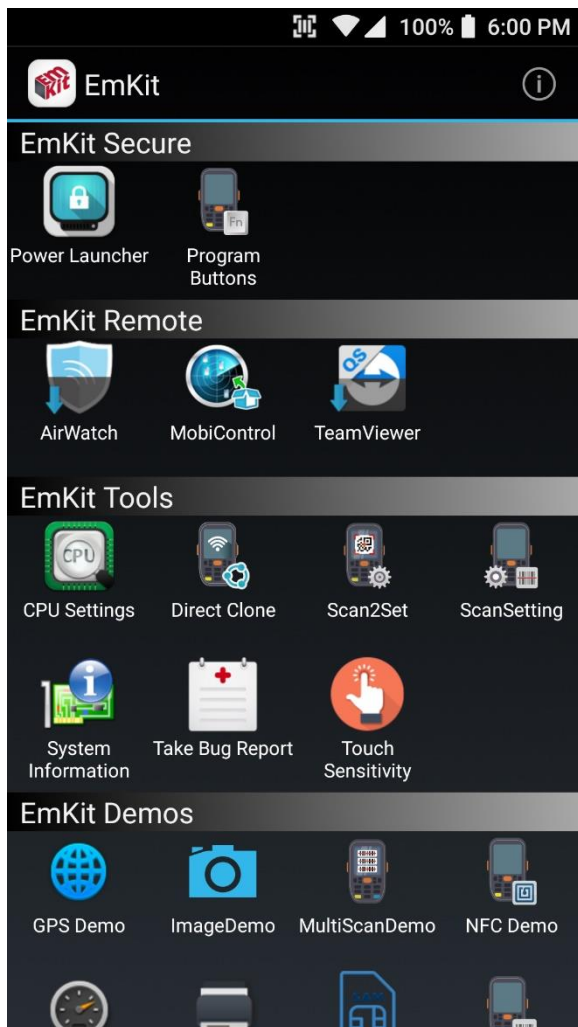 100% 6:00 PM
EmKit EmKit
EmKit Secure
Fn
Power Launcher Program
Buttons
EmKit Remote
QS
AirWatch MobiControl TeamViewer
EmKit Tools
CPU
CPU Settings Direct Clone Scan2Set ScanSetting
System Take Bug Report Touch
Information Sensitivity
EmKit Demos
GPS Demo ImageDemo MultiScanDemo NFC Demo